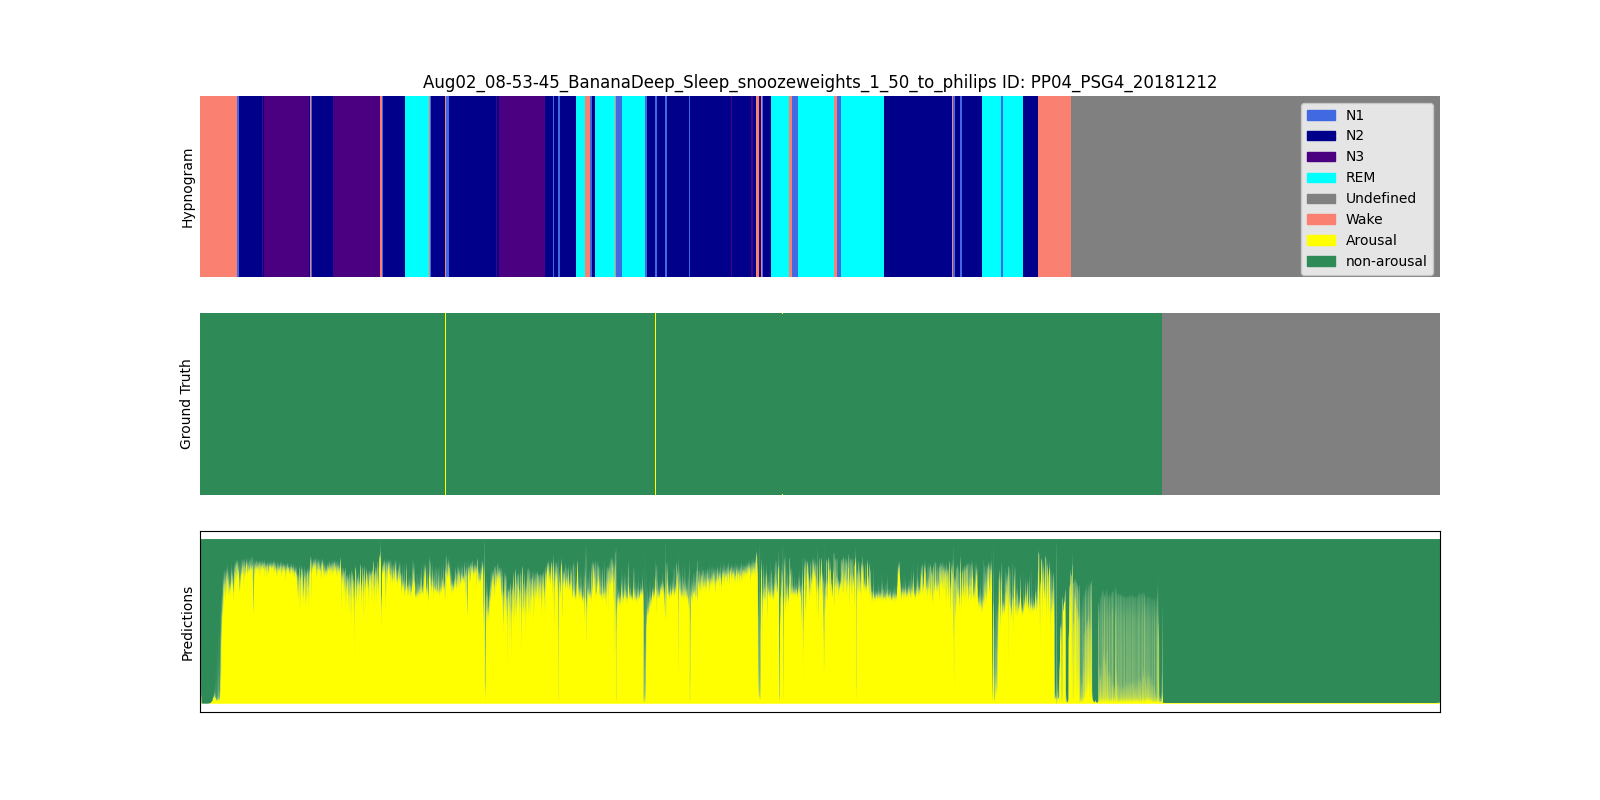 Aug02_08-53-45_BananaDeep_Sleep_snoozeweights_1_50_to_philips ID: PP04_PSG4_20181212
Hypnogram
N1
N2
N3
REM
Undefined
Wake
Arousal
non-arousal
Ground Truth
Predictions